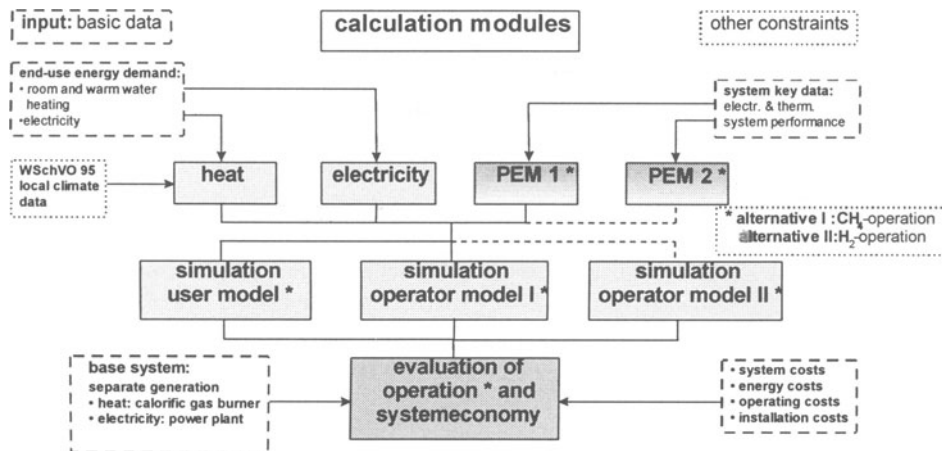 input: basic data
calculation modules
other constraints
end-use energy demand:
• room and warm water
heating
•electricity
system key data:
electr. & therm.
system performance
WSchVO 95
local climate
data
heat
electricity
PEM 1 *
PEM 2 *
* alternative I :CH₄-operation
alternative II:H₂-operation
simulation
user model *
simulation
operator model I *
simulation
operator model II *
base system:
separate generation
• heat: calorific gas burner
• electricity: power plant
evaluation of
operation * and
systemeconomy
• system costs
• energy costs
• operating costs
• installation costs